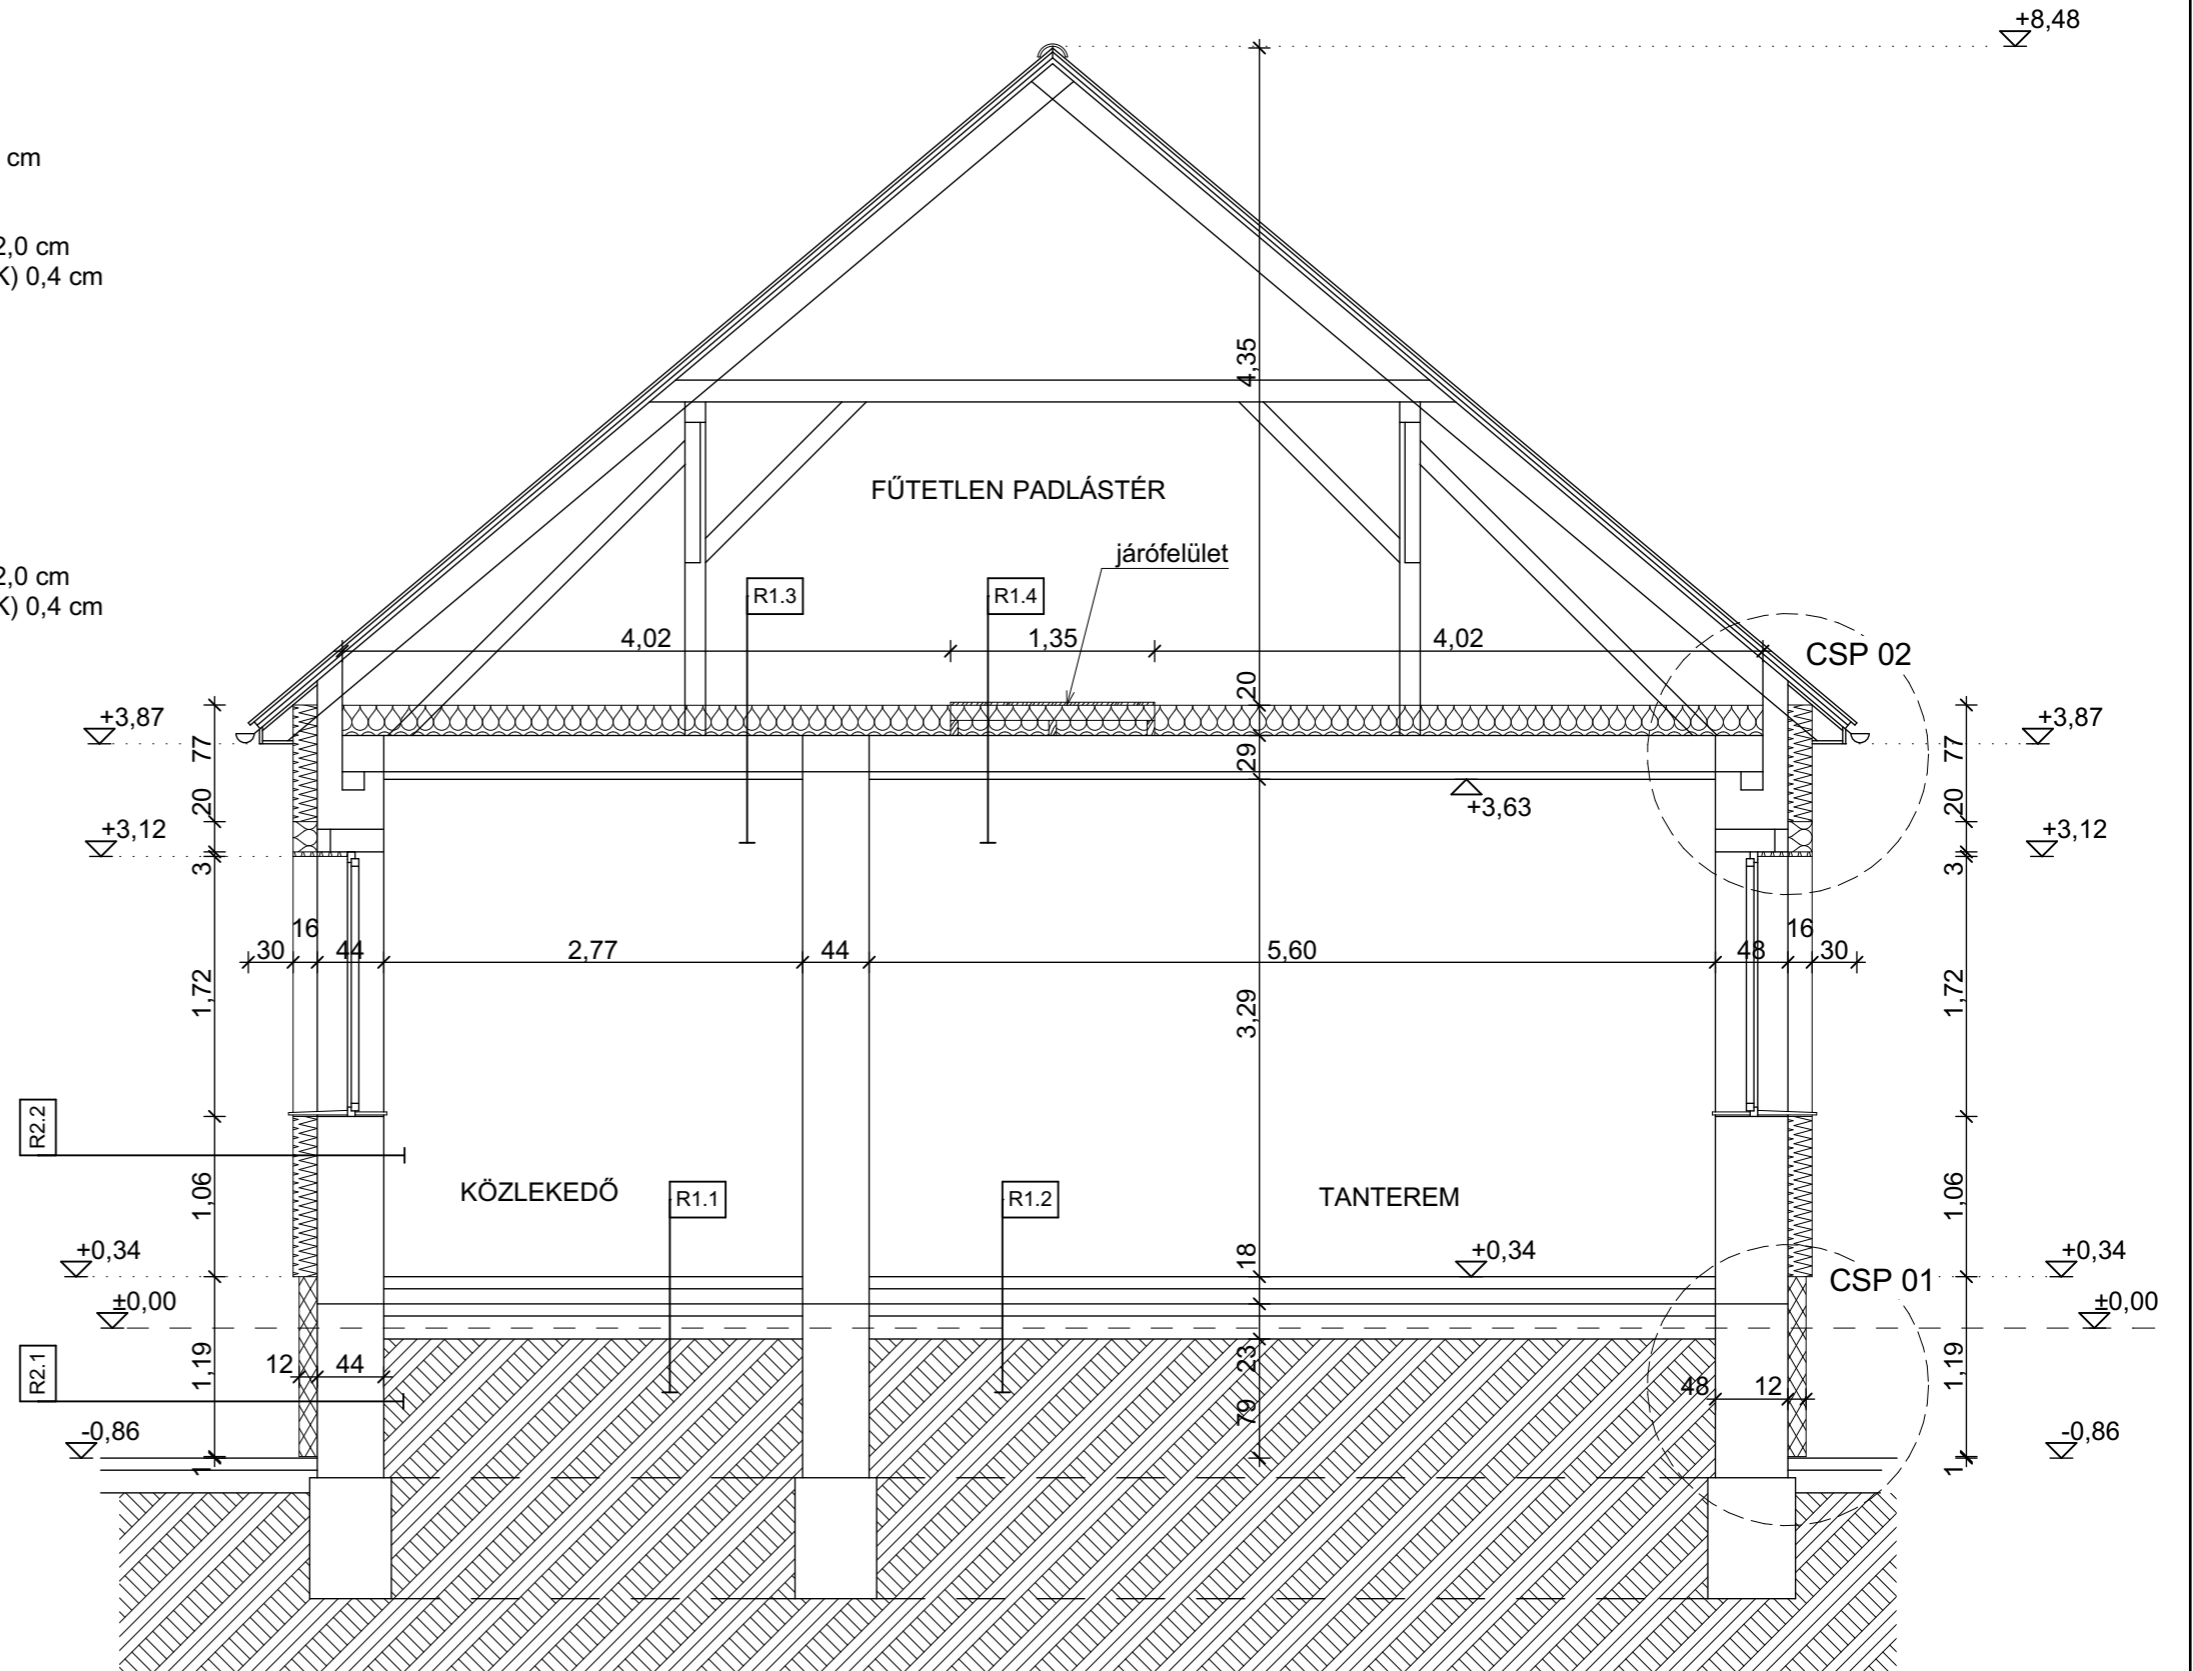 +8,48
cm
2,0 cm
K) 0,4 cm
4,35
FŰTETLEN PADLÁSTÉR
járófelület
2,0 cm
K) 0,4 cm
R1.3
R1.4
4,02
1,35
4,02
CSP 02
20
+3,87
77
29
+3,87
77
20
+3,63
20
+3,12
+3,12
3
3
16
16
30
44
2,77
44
5,60
48
30
1,72
3,29
1,72
R2.2
1,06
KÖZLEKEDŐ
R1.1
R1.2
TANTEREM
1,06
+0,34
18
+0,34
+0,34
CSP 01
±0,00
±0,00
R2.1
1,19
12
44
23
1,19
79
48
12
-0,86
-0,86
1
1